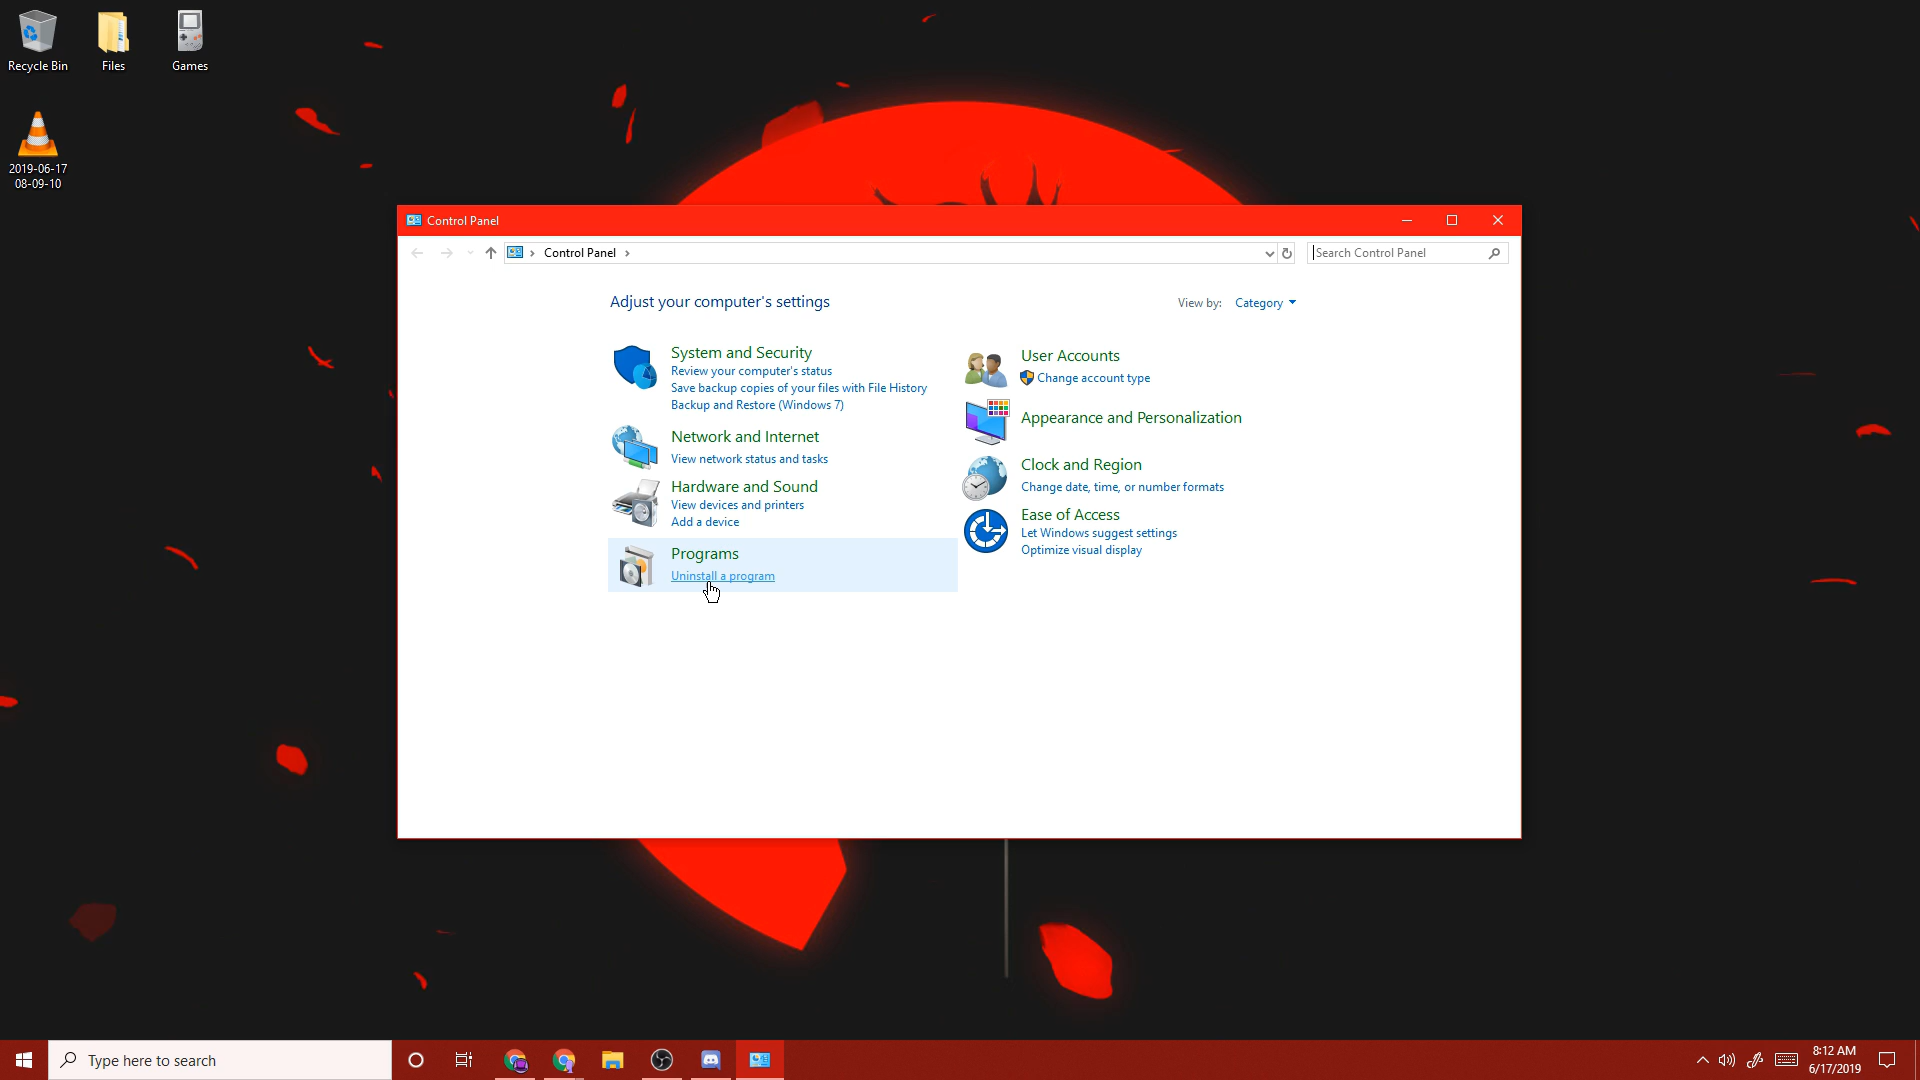 Recycle Bin
Files
Games
2019-06-17
08-09-10
Control Panel
Control Panel
Search Control Panel
Adjust your computer's settings
View by: Category
System and Security
Review your computer's status
Save backup copies of your files with File History
Backup and Restore (Windows 7)
Network and Internet
View network status and tasks
Hardware and Sound
View devices and printers
Add a device
Programs
Uninstall a program
User Accounts
Change account type
Appearance and Personalization
Clock and Region
Change date, time, or number formats
Ease of Access
Let Windows suggest settings
Optimize visual display
Type here to search
8:12 AM
6/17/2019